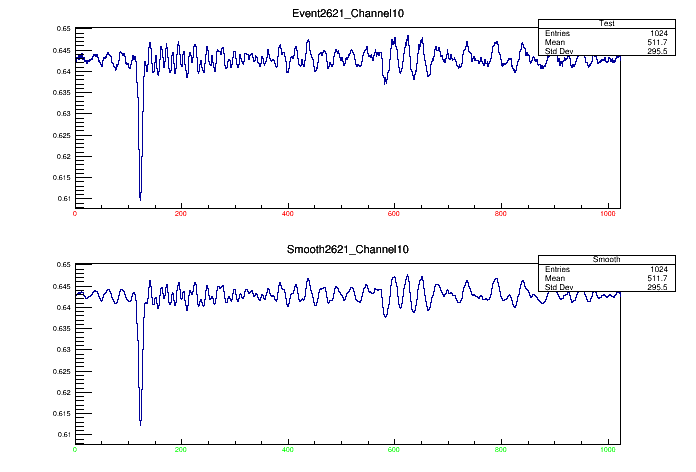 Event2621_Channel10
Test
Entries 1024
Mean 511.7
Std Dev 295.5
0.65
0.645
0.64
0.635
0.63
0.625
0.62
0.615
0.61
0 200 400 600 800 1000
Smooth2621_Channel10
Smooth
Entries 1024
Mean 511.7
Std Dev 295.5
0.65
0.645
0.64
0.635
0.63
0.625
0.62
0.615
0.61
0 200 400 600 800 1000